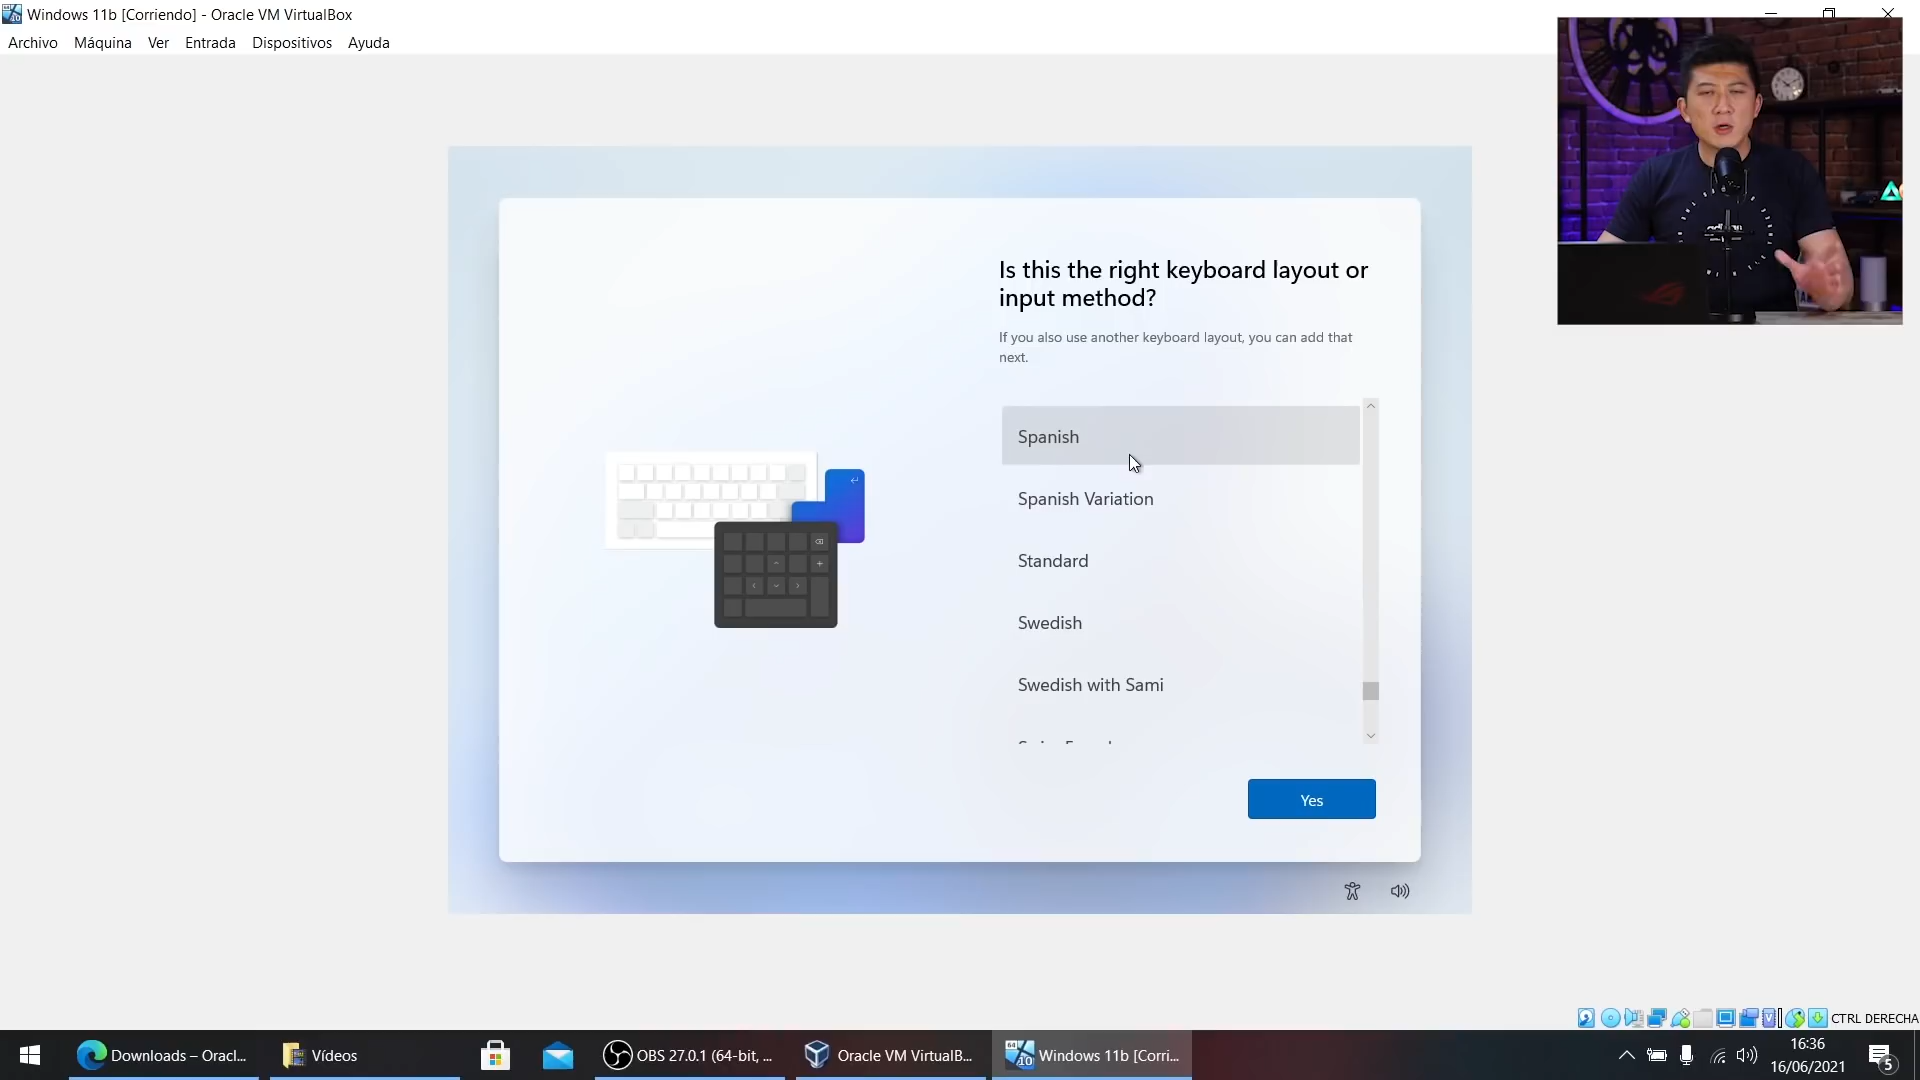 Windows 11b [Corriendo] - Oracle VM VirtualBox
Archivo Máquina Ver Entrada Dispositivos Ayuda
Is this the right keyboard layout or
input method?
If you also use another keyboard layout, you can add that
next.
Spanish
Spanish Variation
Standard
Swedish
Swedish with Sami
Yes
CTRL DERECHA
Downloads – Oracl...
Vídeos
OBS 27.0.1 (64-bit, ...
Oracle VM VirtualB...
Windows 11b [Corri...
16:36
16/06/2021
5